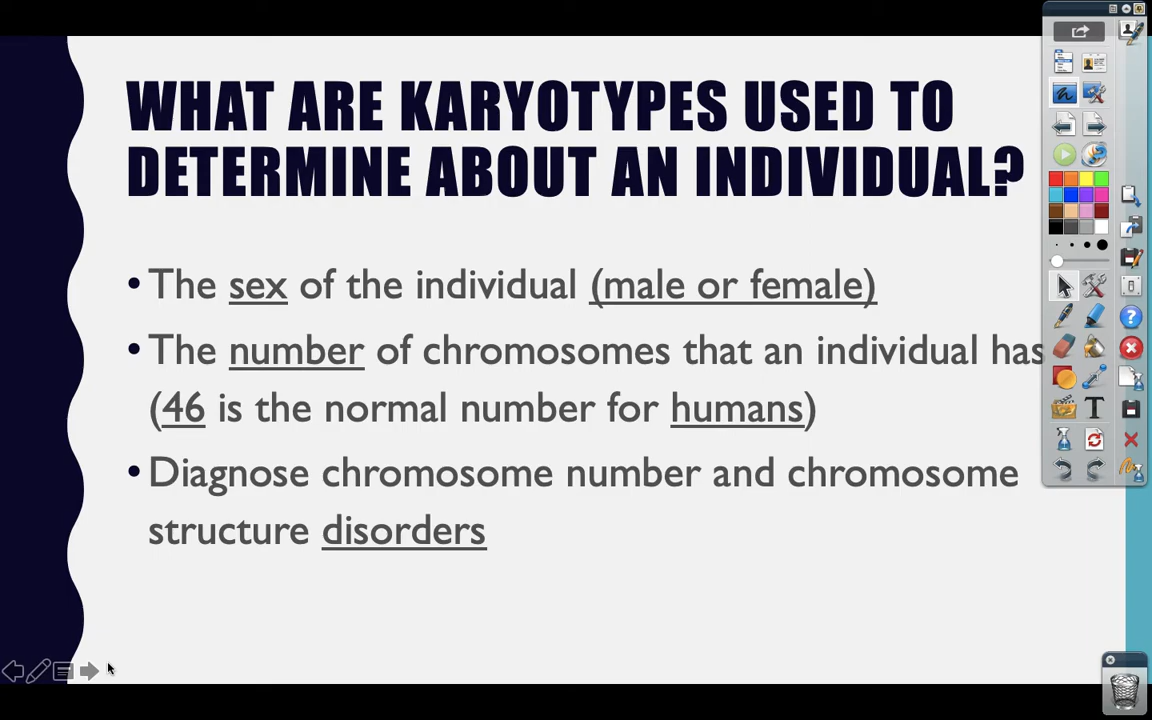 WHAT ARE KARYOTYPES USED TO
DETERMINE ABOUT AN INDIVIDUAL?
• The sex of the individual (male or female)
• The number of chromosomes that an individual has
(46 is the normal number for humans)
• Diagnose chromosome number and chromosome
structure disorders